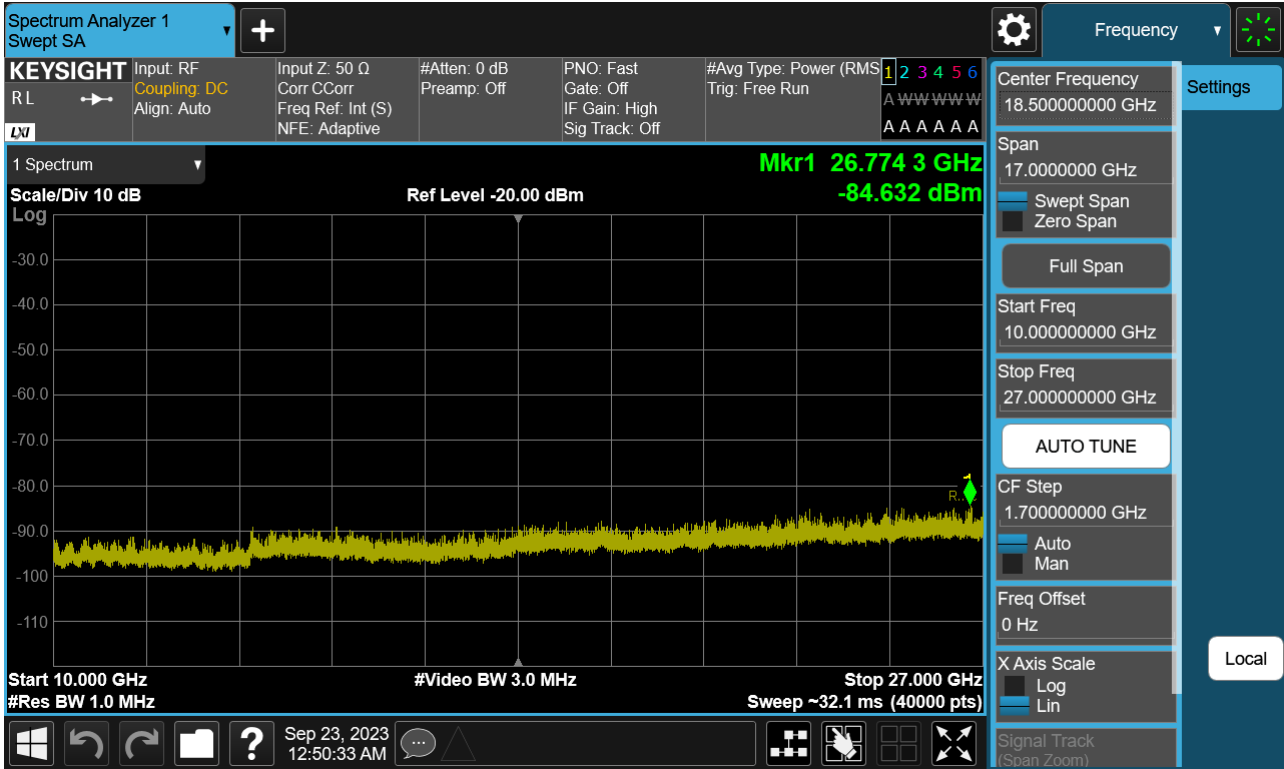 Spectrum Analyzer 1
Swept SA
Frequency
KEYSIGHT
R L
LXI
Input: RF
Coupling: DC
Align: Auto
Input Z: 50 Ω
Corr CCorr
Freq Ref: Int (S)
NFE: Adaptive
#Atten: 0 dB
Preamp: Off
PNO: Fast
Gate: Off
IF Gain: High
Sig Track: Off
#Avg Type: Power (RMS
Trig: Free Run
1 2 3 4 5 6
A W W W W W
A A A A A A
1 Spectrum
Mkr1 26.774 3 GHz
Scale/Div 10 dB
Ref Level -20.00 dBm
-84.632 dBm
Log
-30.0
-40.0
-50.0
-60.0
-70.0
-80.0
-90.0
-100
-110
1
Start 10.000 GHz
#Video BW 3.0 MHz
Stop 27.000 GHz
#Res BW 1.0 MHz
Sweep ~32.1 ms (40000 pts)
Sep 23, 2023
12:50:33 AM
Center Frequency
18.500000000 GHz
Settings
Span
17.0000000 GHz
Swept Span
Zero Span
Full Span
Start Freq
10.000000000 GHz
Stop Freq
27.000000000 GHz
AUTO TUNE
CF Step
1.700000000 GHz
Auto
Man
Freq Offset
0 Hz
X Axis Scale
Log
Lin
Local
Signal Track
(Span Zoom)